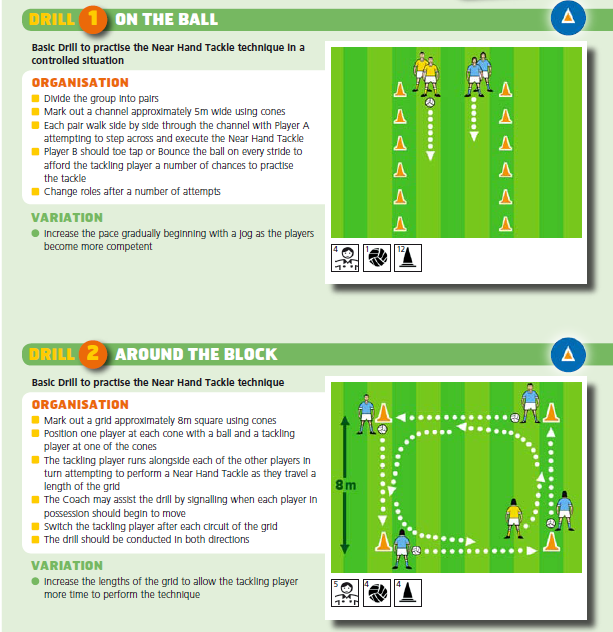 DRILL 1 ON THE BALL
Basic Drill to practise the Near Hand Tackle technique in a
controlled situation
ORGANISATION
Divide the group into pairs
Mark out a channel approximately 5m wide using cones
Each pair walk side by side through the channel with Player A
attempting to step across and execute the Near Hand Tackle
Player B should toe tap or Bounce the ball on every stride to
afford the tackling player a number of chances to practise
the tackle
Change roles after a number of attempts
VARIATION
Increase the pace gradually beginning with a jog as the players
become more competent
4 1 12
DRILL 2 AROUND THE BLOCK
Basic Drill to practise the Near Hand Tackle technique
ORGANISATION
Mark out a grid approximately 8m square using cones
Position one player at each cone with a ball and a tackling
player at one of the cones
The tackling player runs alongside each of the other players in
turn attempting to perform a Near Hand Tackle as they travel a
length of the grid
The Coach may assist the drill by signalling when each player in
possession should begin to move
Switch the tackling player after each circuit of the grid
The drill should be conducted in both directions
VARIATION
Increase the lengths of the grid to allow the tackling player
more time to perform the technique
8m
5 4 4